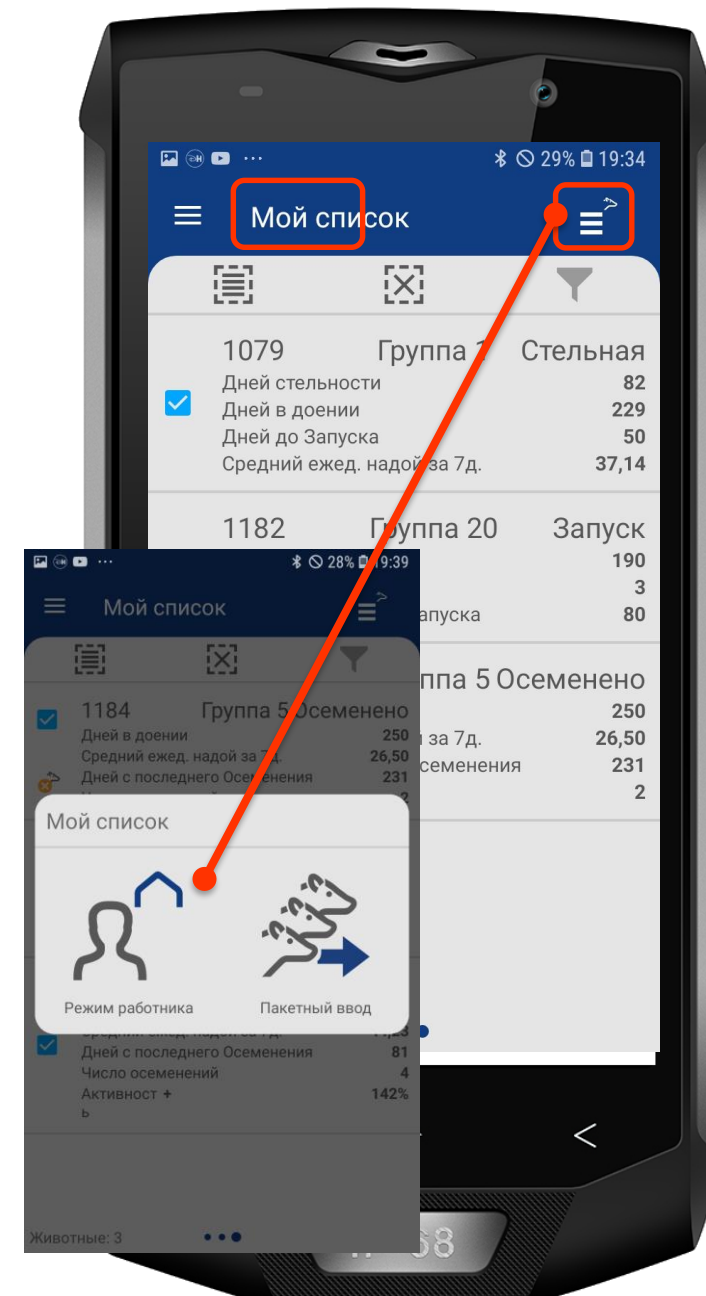 29% 19:34
Мой список
1079 Группа 1 Стельная
Дней стельности 82
Дней в доении 229
Дней до Запуска 50
Средний ежед. надой за 7д. 37,14
1182 Группа 20 Запуск
190
3
апуска 80
ппа 5 Осеменено
250
за 7д. 26,50
семенения 231
2
28% 19:39
Мой список
1184 Группа 5 Осеменено
Дней в доении 250
Средний ежед. надой за 7д. 26,50
Дней с последнего Осеменения 231
2
Мой список
Режим работника Пакетный ввод
Дней с последнего Осеменения 81
Число осеменений 4
Активност + 142%
ь
Животные: 3
68